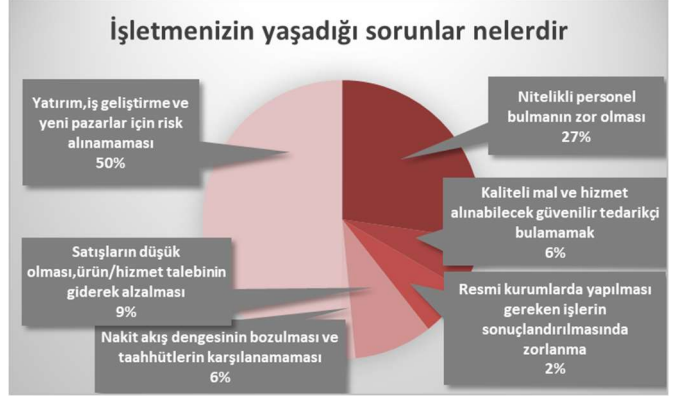 İşletmenizin yaşadığı sorunlar nelerdir
Yatırım,iş geliştirme ve
yeni pazarlar için risk
alınamaması
50%
Nitelikli personel
bulmanın zor olması
27%
Kaliteli mal ve hizmet
alınabilecek güvenilir tedarikçi
bulamamak
6%
Satışların düşük
olması,ürün/hizmet talebinin
giderek alzalması
9%
Resmi kurumlarda yapılması
gereken işlerin
sonuçlandırılmasında
zorlanma
2%
Nakit akış dengesinin bozulması ve
taahhütlerin karşılanamaması
6%